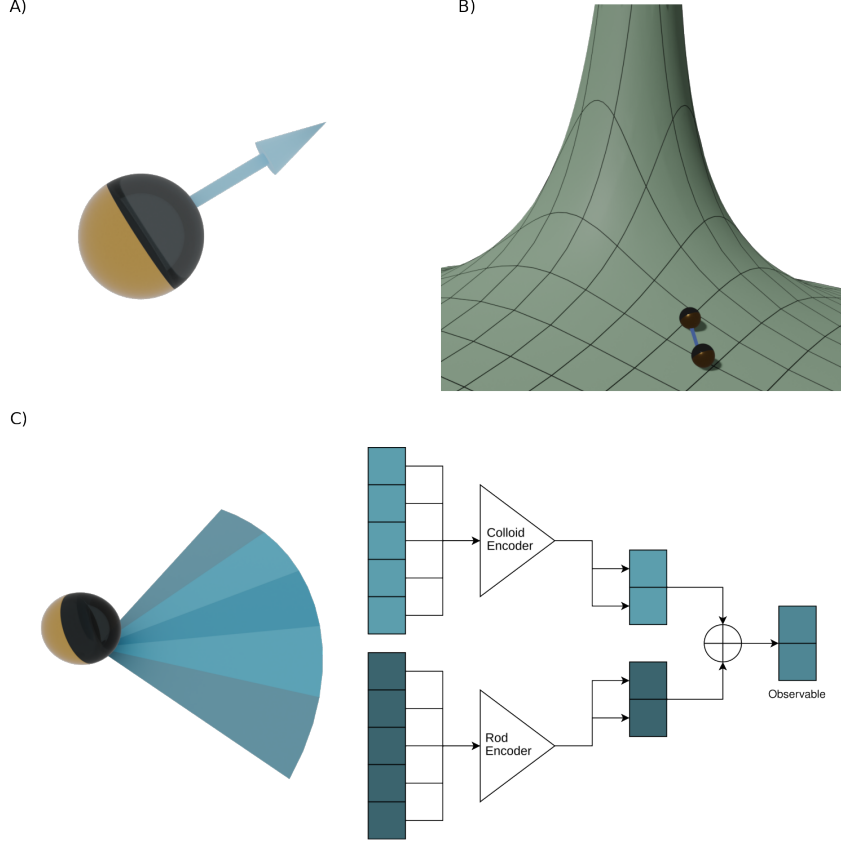 A)
B)
C)
Colloid
Encoder
Rod
Encoder
Observable